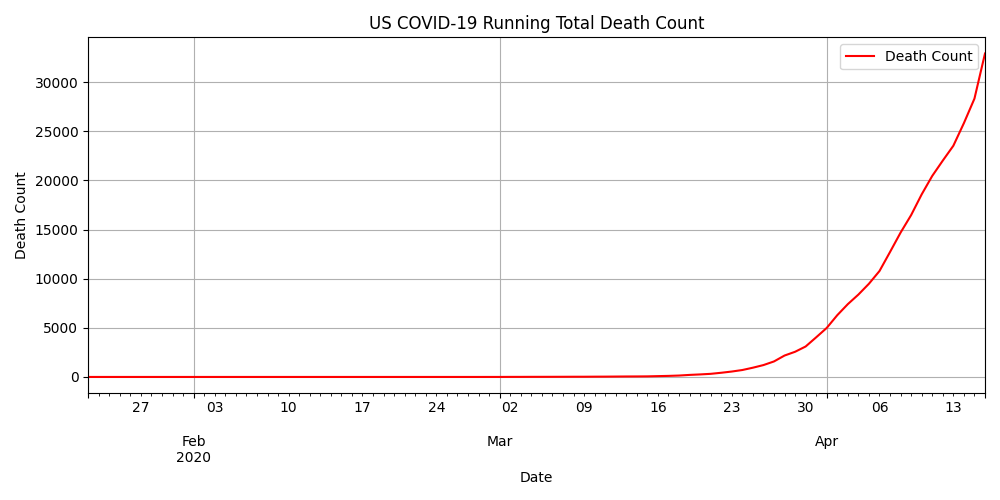 US COVID-19 Running Total Death Count
Death Count
Death Count
30000
25000
20000
15000
10000
5000
0
27 03 10 17 24 02 09 16 23 30 06 13
Feb Mar Apr
2020
Date